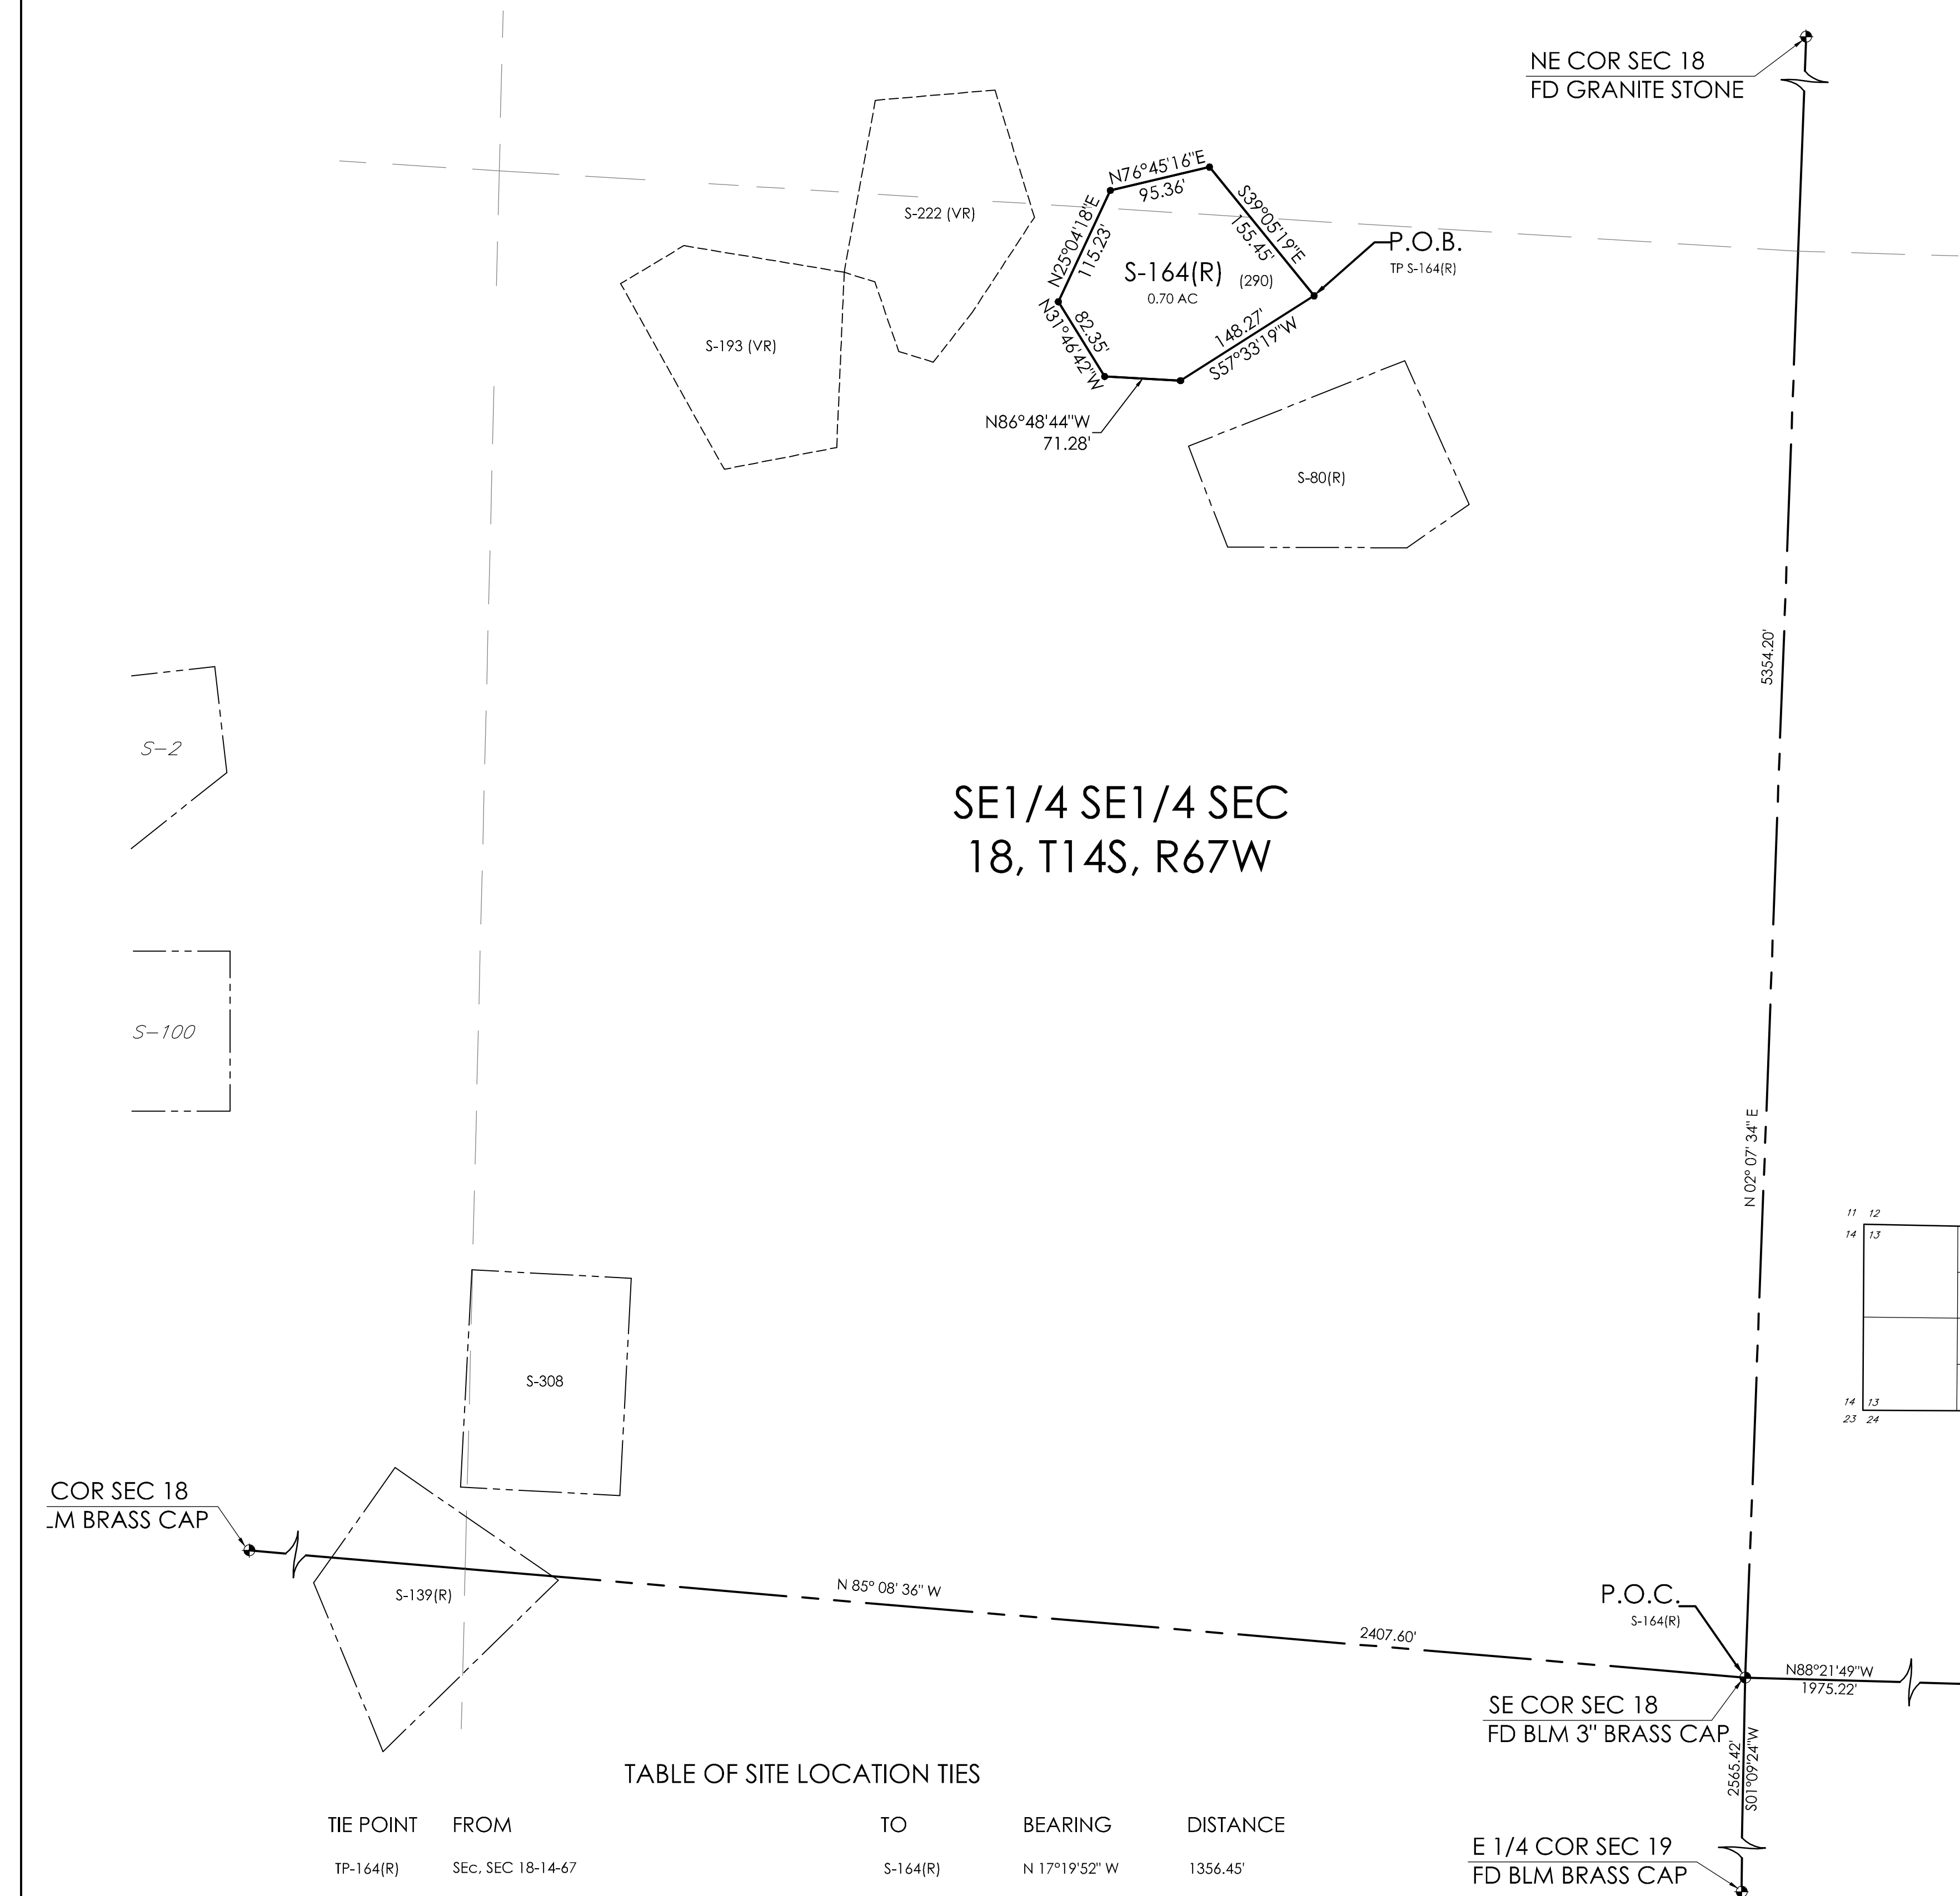 NE COR SEC 18
FD GRANITE STONE
N76°45'16"E
95.36'
S39°05'19"E
155.45'
N25°04'18"E
115.23'
S-222 (VR)
P.O.B.
TP S-164(R)
S-164(R)
(290)
0.70 AC
N31°46'42"W
82.35'
148.27'
S57°33'19"W
S-193 (VR)
N86°48'44"W
71.28'
S-80(R)
5354.20'
S-2
SE1/4 SE1/4 SEC
18, T14S, R67W
S-100
N 02° 07' 34" E
11 12
14 13
S-308
14 13
23 24
COR SEC 18
LM BRASS CAP
S-139(R)
N 85° 08' 36" W
P.O.C.
S-164(R)
2407.60'
N88°21'49"W
1975.22'
SE COR SEC 18
FD BLM 3" BRASS CAP
2565.42'
S01°09'24"W
TABLE OF SITE LOCATION TIES
TIE POINT FROM TO BEARING DISTANCE
TP-164(R) SEc, SEC 18-14-67 S-164(R) N 17°19'52" W 1356.45'
E 1/4 COR SEC 19
FD BLM BRASS CAP